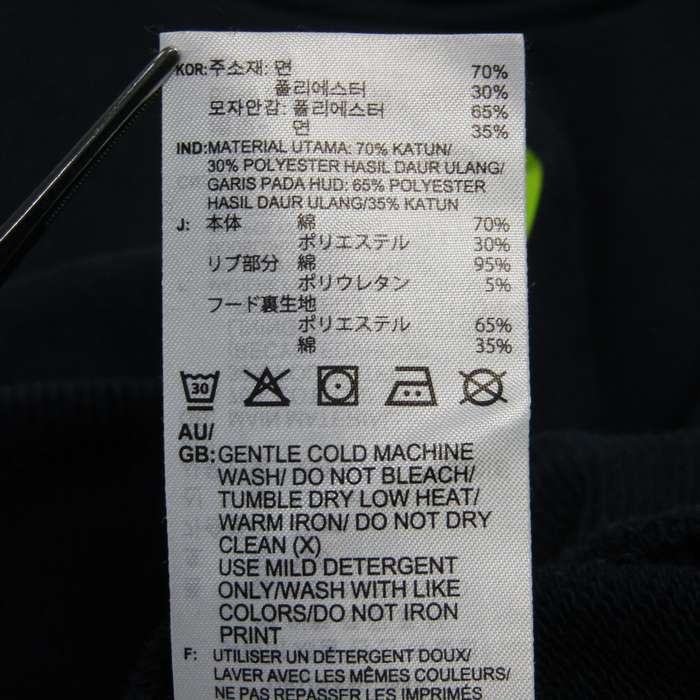 KOR:주소재: 면 70%
폴리에스터 30%
모자안감: 폴리에스터 65%
면 35%
IND:MATERIAL UTAMA: 70% KATUN/
30% POLYESTER HASIL DAUR ULANG/
GARIS PADA HUD: 65% POLYESTER
HASIL DAUR ULANG/35% KATUN
J: 本体 綿 70%
ポリエステル 30%
リブ部分 綿 95%
ポリウレタン 5%
フード裏生地
ポリエステル 65%
綿 35%
30
AU/
GB:GENTLE COLD MACHINE
WASH/ DO NOT BLEACH/
TUMBLE DRY LOW HEAT/
WARM IRON/ DO NOT DRY
CLEAN (X)
USE MILD DETERGENT
ONLY/WASH WITH LIKE
COLORS/DO NOT IRON
PRINT
F: UTILISER UN DÉTERGENT DOUX/
LAVER AVEC LES MÊMES COULEURS/
NE PAS REPASSER LES IMPRIMÉS